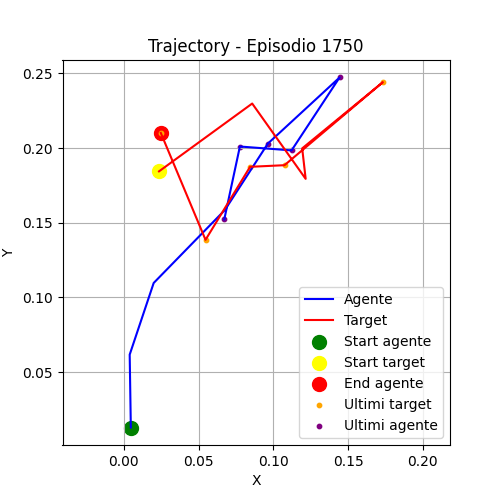 Trajectory - Episodio 1750
0.25
0.20
0.15
0.10
0.05
Y
0.00
0.05
0.10
0.15
0.20
X
Agente
Target
Start agente
Start target
End agente
Ultimi target
Ultimi agente